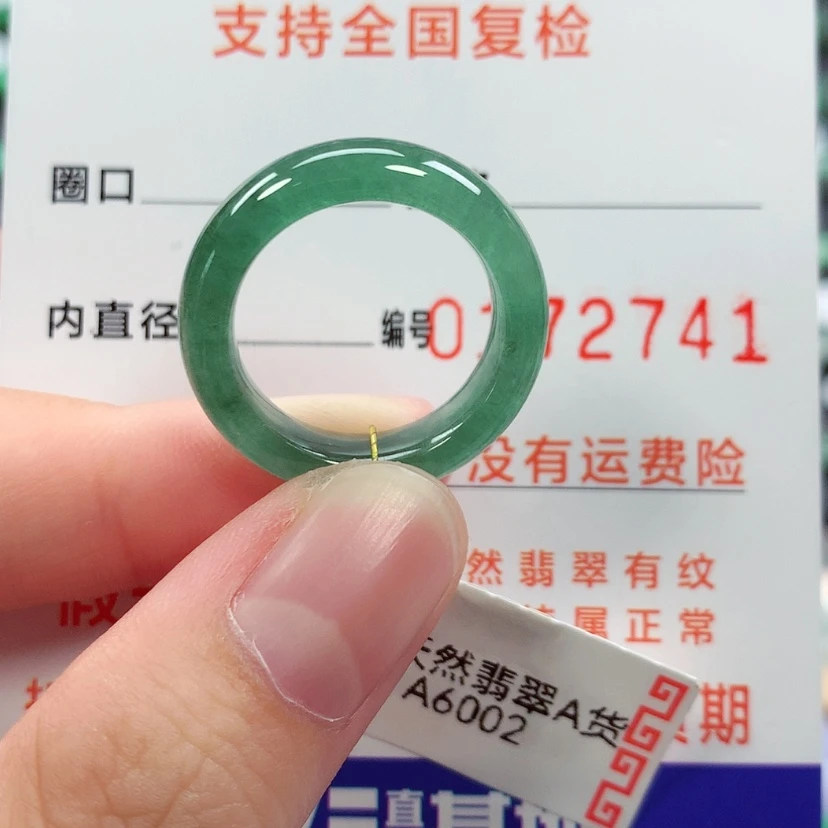 支持全国复检
圈口
内直径 编号 0172741
没有运费险
然翡翠有纹
属正常
期
天然翡翠A货
A6002